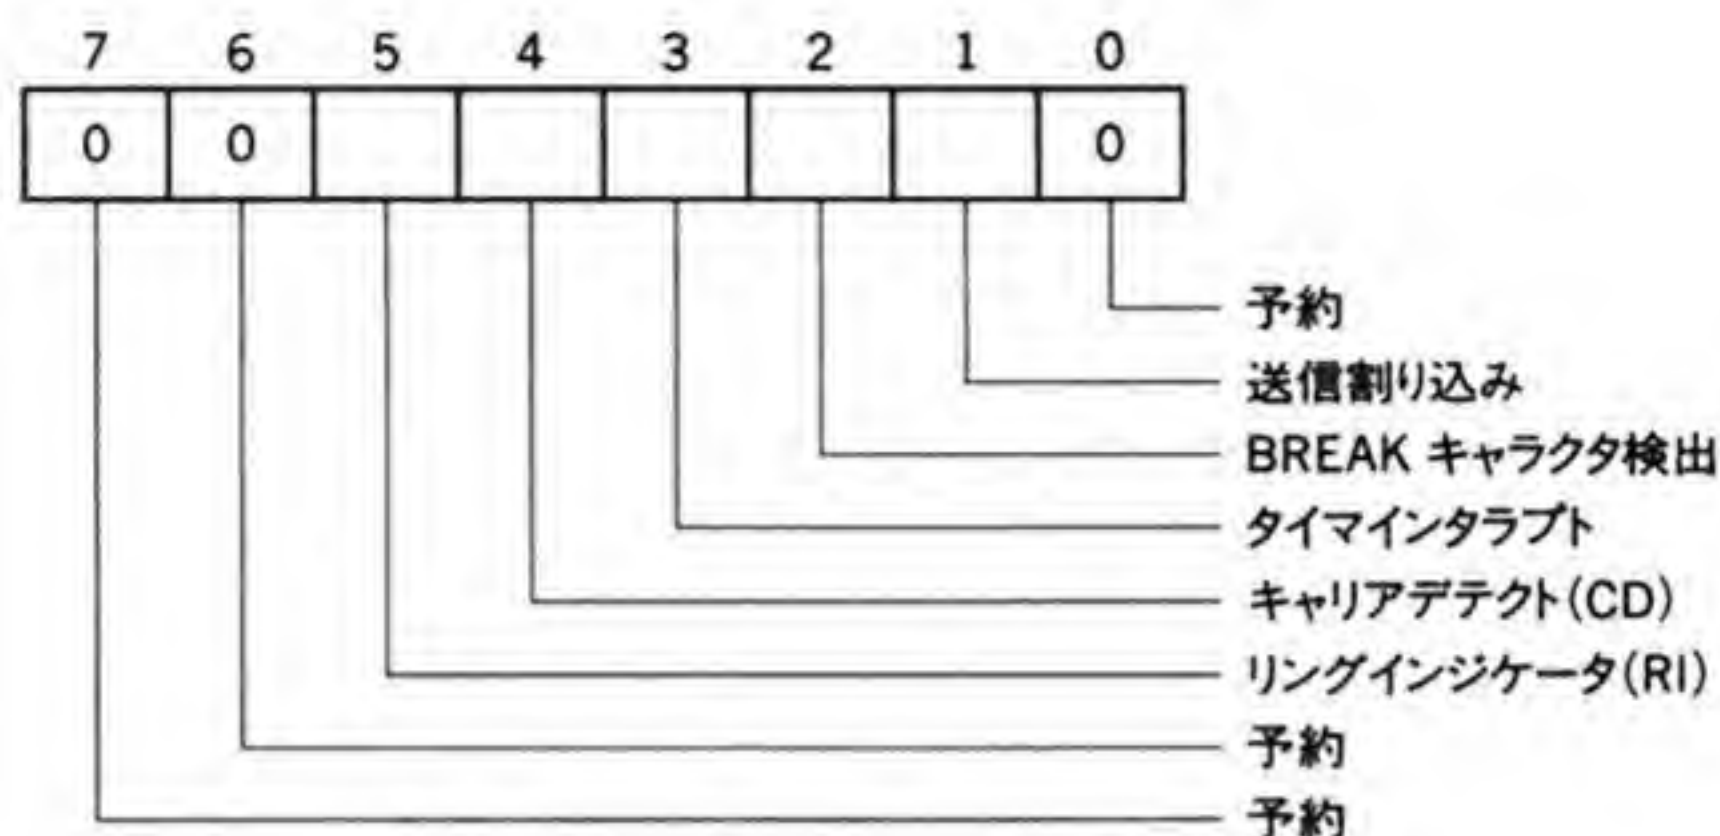 7 6 5 4 3 2 1 0
0 0 0
予約
送信割り込み
BREAK キャラクタ検出
タイマインタラプト
キャリアデテクト(CD)
リングインジケータ(RI)
予約
予約